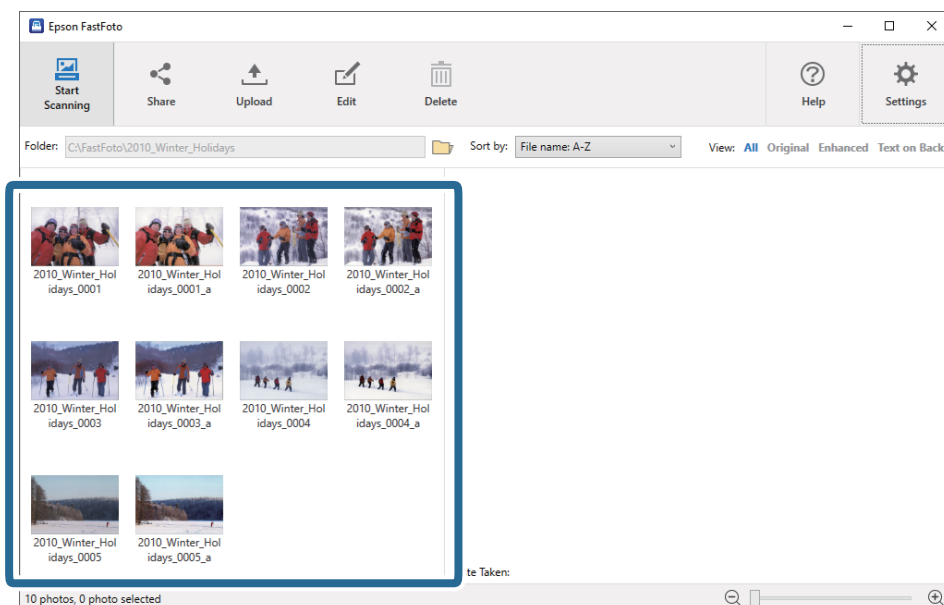 Epson FastFoto
Start
Scanning
Share
Upload
Edit
Delete
Help
Settings
Folder: C:\FastFoto\2010_Winter_Holidays
Sort by: File name: A-Z
View: All Original Enhanced Text on Back
2010_Winter_Hol
idays_0001
2010_Winter_Hol
idays_0001_a
2010_Winter_Hol
idays_0002
2010_Winter_Hol
idays_0002_a
2010_Winter_Hol
idays_0003
2010_Winter_Hol
idays_0003_a
2010_Winter_Hol
idays_0004
2010_Winter_Hol
idays_0004_a
2010_Winter_Hol
idays_0005
2010_Winter_Hol
idays_0005_a
te Taken:
10 photos, 0 photo selected